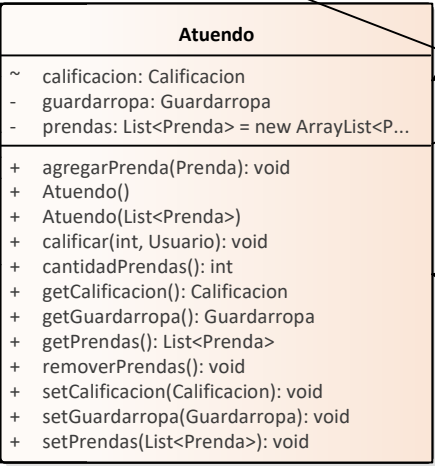 Atuendo
~ calificacion: Calificacion
- guardarropa: Guardarropa
- prendas: List<Prenda> = new ArrayList<P...
+ agregarPrenda(Prenda): void
+ Atuendo()
+ Atuendo(List<Prenda>)
+ calificar(int, Usuario): void
+ cantidadPrendas(): int
+ getCalificacion(): Calificacion
+ getGuardarropa(): Guardarropa
+ getPrendas(): List<Prenda>
+ removerPrendas(): void
+ setCalificacion(Calificacion): void
+ setGuardarropa(Guardarropa): void
+ setPrendas(List<Prenda>): void